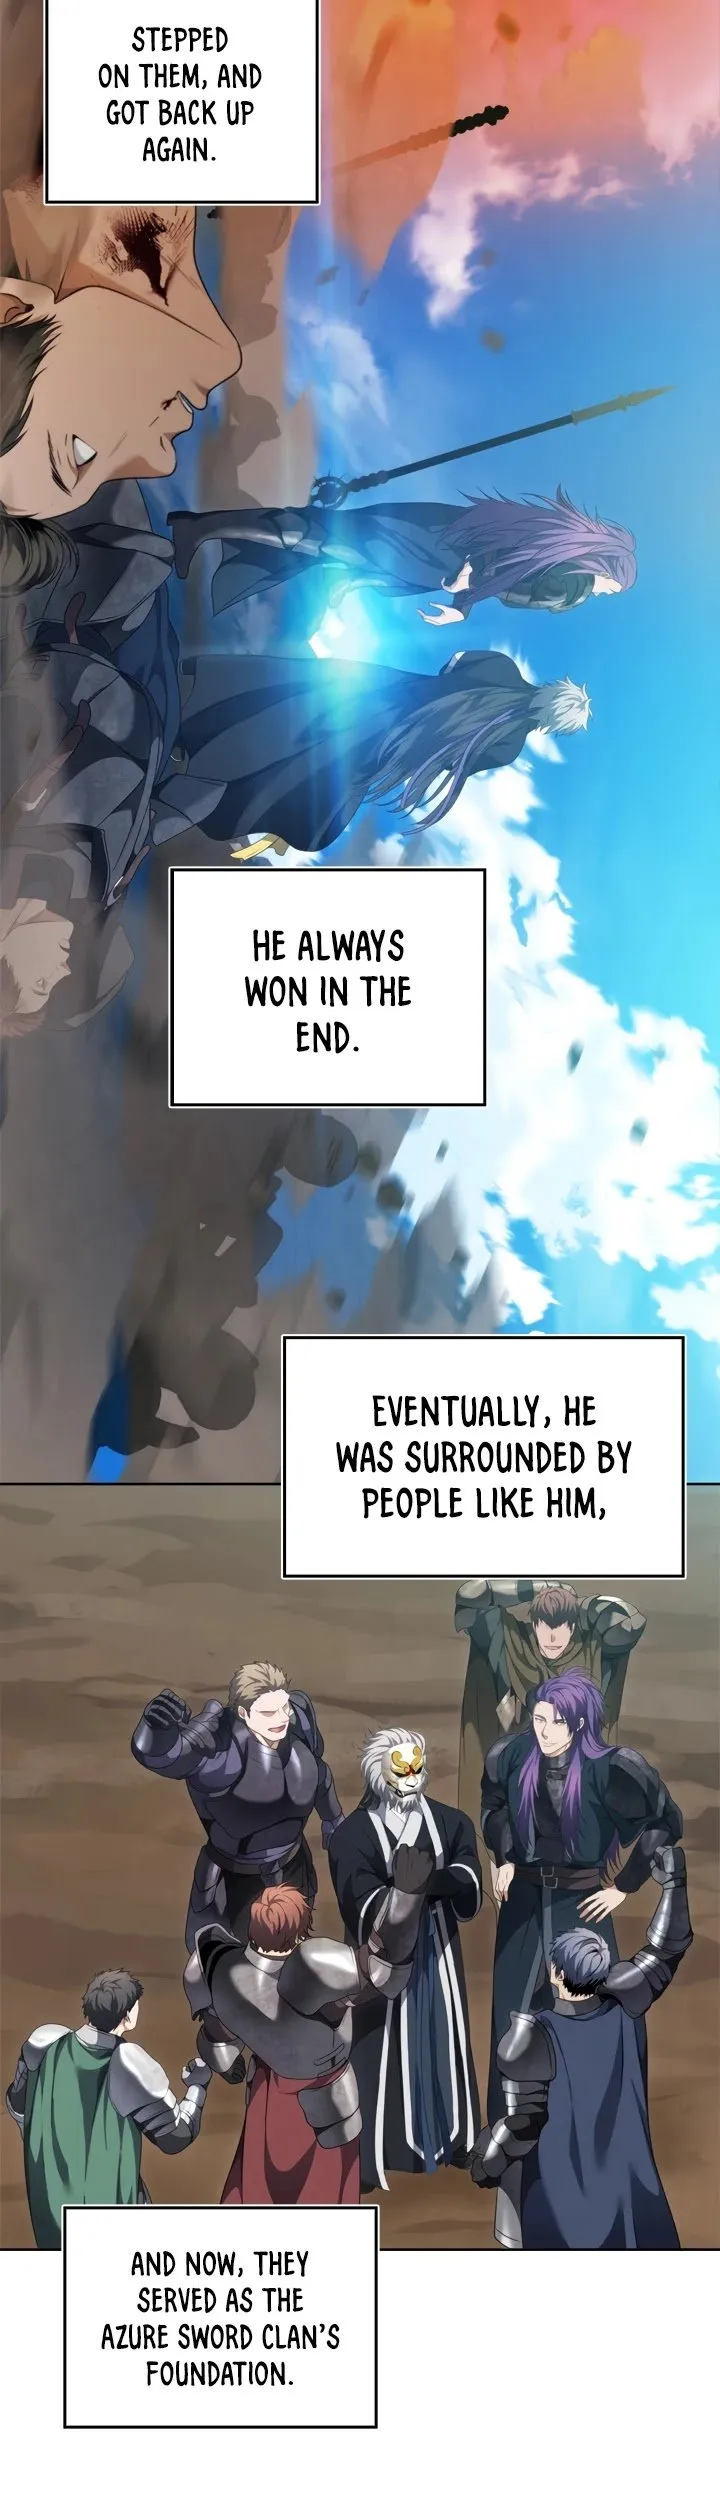 STEPPED
ON THEM, AND
GOT BACK UP
AGAIN.
HE ALWAYS
WON IN THE
END.
EVENTUALLY, HE
WAS SURROUNDED BY
PEOPLE LIKE HIM,
AND NOW, THEY
SERVED AS THE
AZURE SWORD CLAN'S
FOUNDATION.